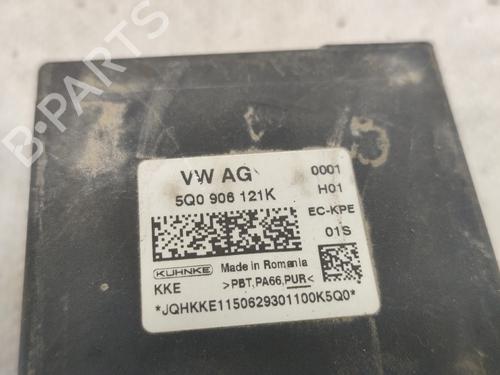 B-PARTS
VW AG
0001
5Q0 906 121K
H01
EC-KPE
01S
KUHNKE
Made in Romania
KKE
>PBT,PA66,PUR<
*JQHKKE1150629301100K5Q0*